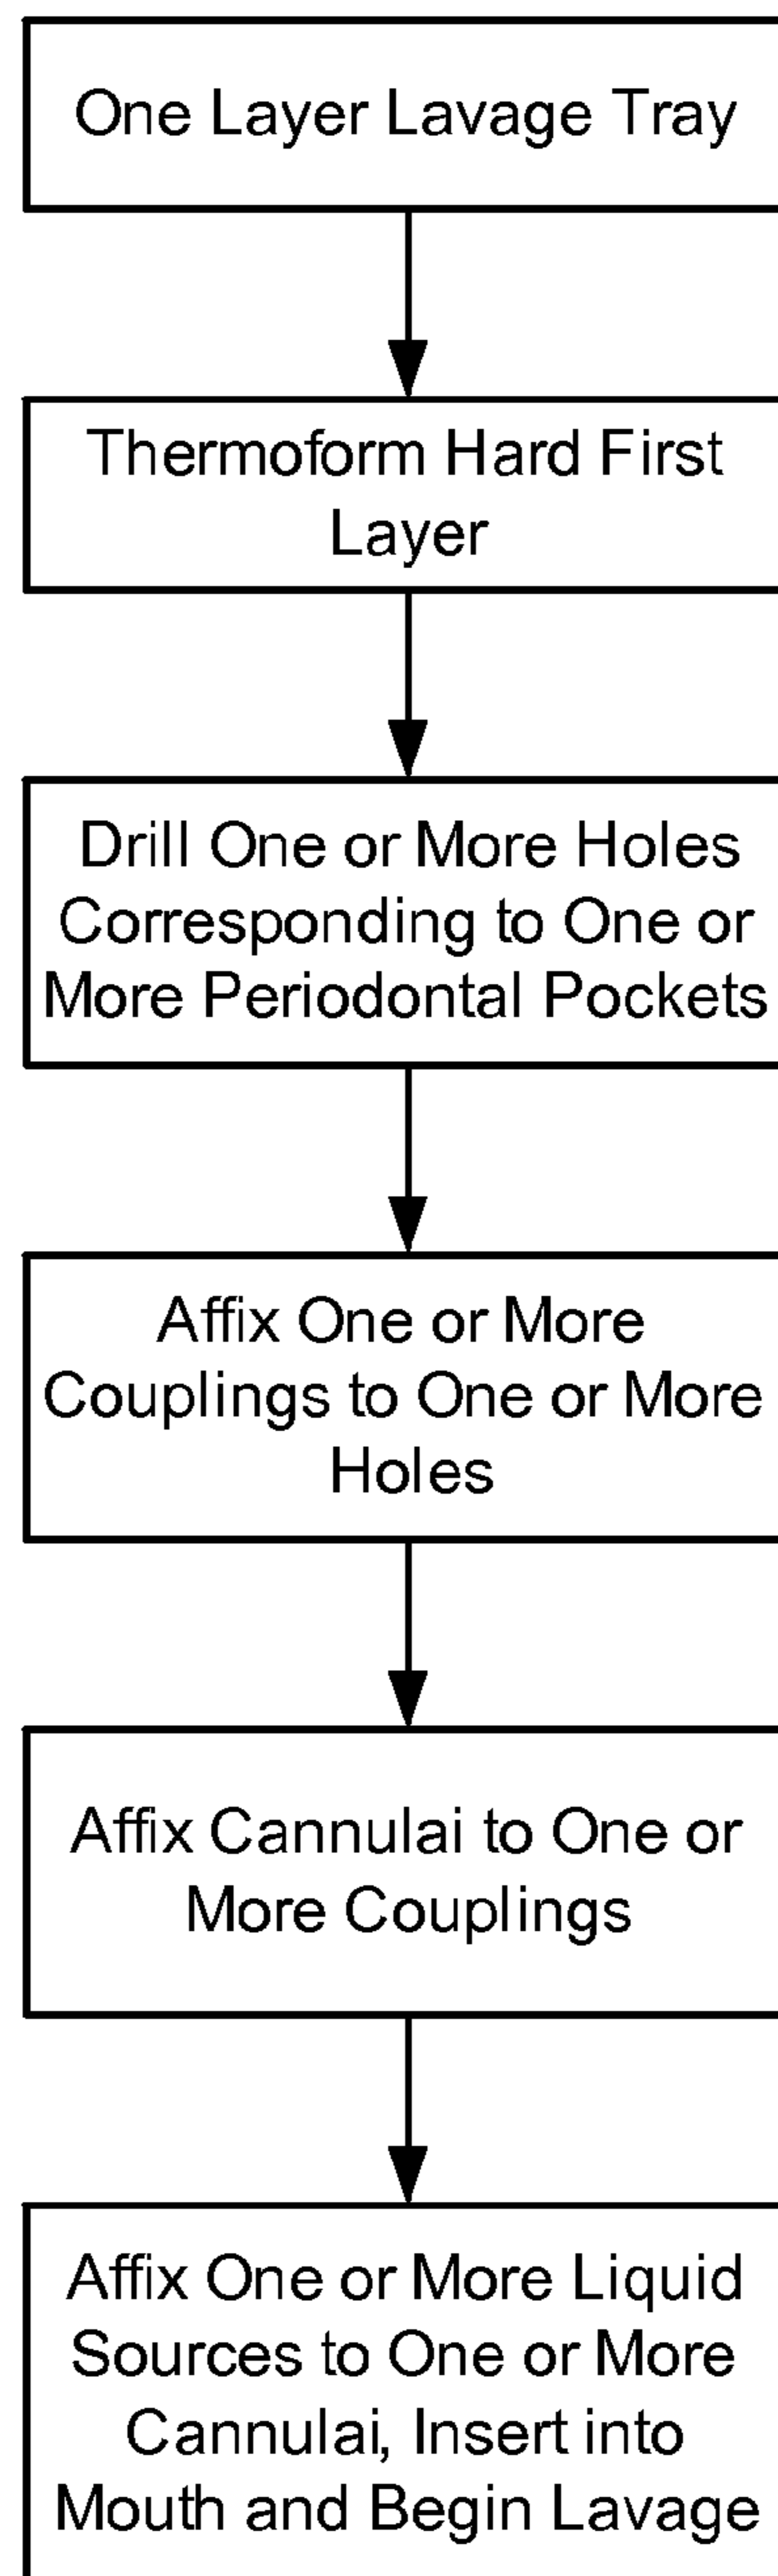 One Layer Lavage Tray
Thermoform Hard First
Layer
Drill One or More Holes
Corresponding to One or
More Periodontal Pockets
Affix One or More
Couplings to One or More
Holes
Affix Cannulai to One or
More Couplings
Affix One or More Liquid
Sources to One or More
Cannulai, Insert into
Mouth and Begin Lavage